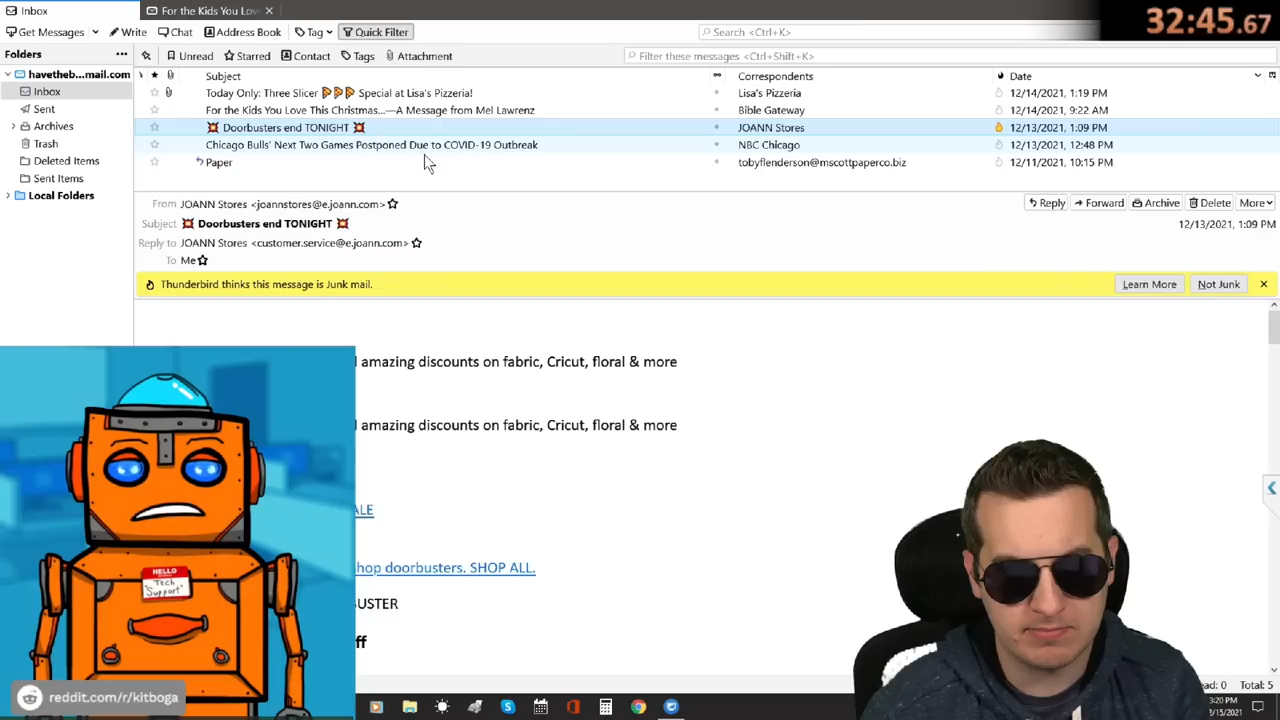 Inbox
For the Kids You Lov
32:45.67
Get Messages
Write
Chat
Address Book
Tag
Quick Filter
Search <Ctrl+K>
Folders
Unread
Starred
Contact
Tags
Attachment
Filter these messages <Ctrl+Shift+K>
havetheb...mail.com
Inbox
Sent
Archives
Trash
Deleted Items
Sent Items
Local Folders
Subject Correspondents Date
Today Only: Three Slicer 🍕🍕🍕 Special at Lisa's Pizzeria! Lisa's Pizzeria 12/14/2021, 1:19 PM
For the Kids You Love This Christmas...—A Message from Mel Lawrenz Bible Gateway 12/14/2021, 9:22 AM
💥 Doorbusters end TONIGHT 💥 JOANN Stores 12/13/2021, 1:09 PM
Chicago Bulls' Next Two Games Postponed Due to COVID-19 Outbreak NBC Chicago 12/13/2021, 12:48 PM
Paper tobyflenderson@mscottpaperco.biz 12/11/2021, 10:15 PM
From JOANN Stores <joannstores@e.joann.com>
Reply Forward Archive Delete More
Subject 💥 Doorbusters end TONIGHT 💥 12/13/2021, 1:09 PM
Reply to JOANN Stores <customer.service@e.joann.com>
To Me
Thunderbird thinks this message is Junk mail. Learn More Not Junk
amazing discounts on fabric, Cricut, floral & more
amazing discounts on fabric, Cricut, floral & more
ALE
hop doorbusters. SHOP ALL.
BUSTER
ff
HELLO
Tech
"Support"
reddit.com/r/kitboga
ead: 0 Total: 5
3:20 PM
/15/2021